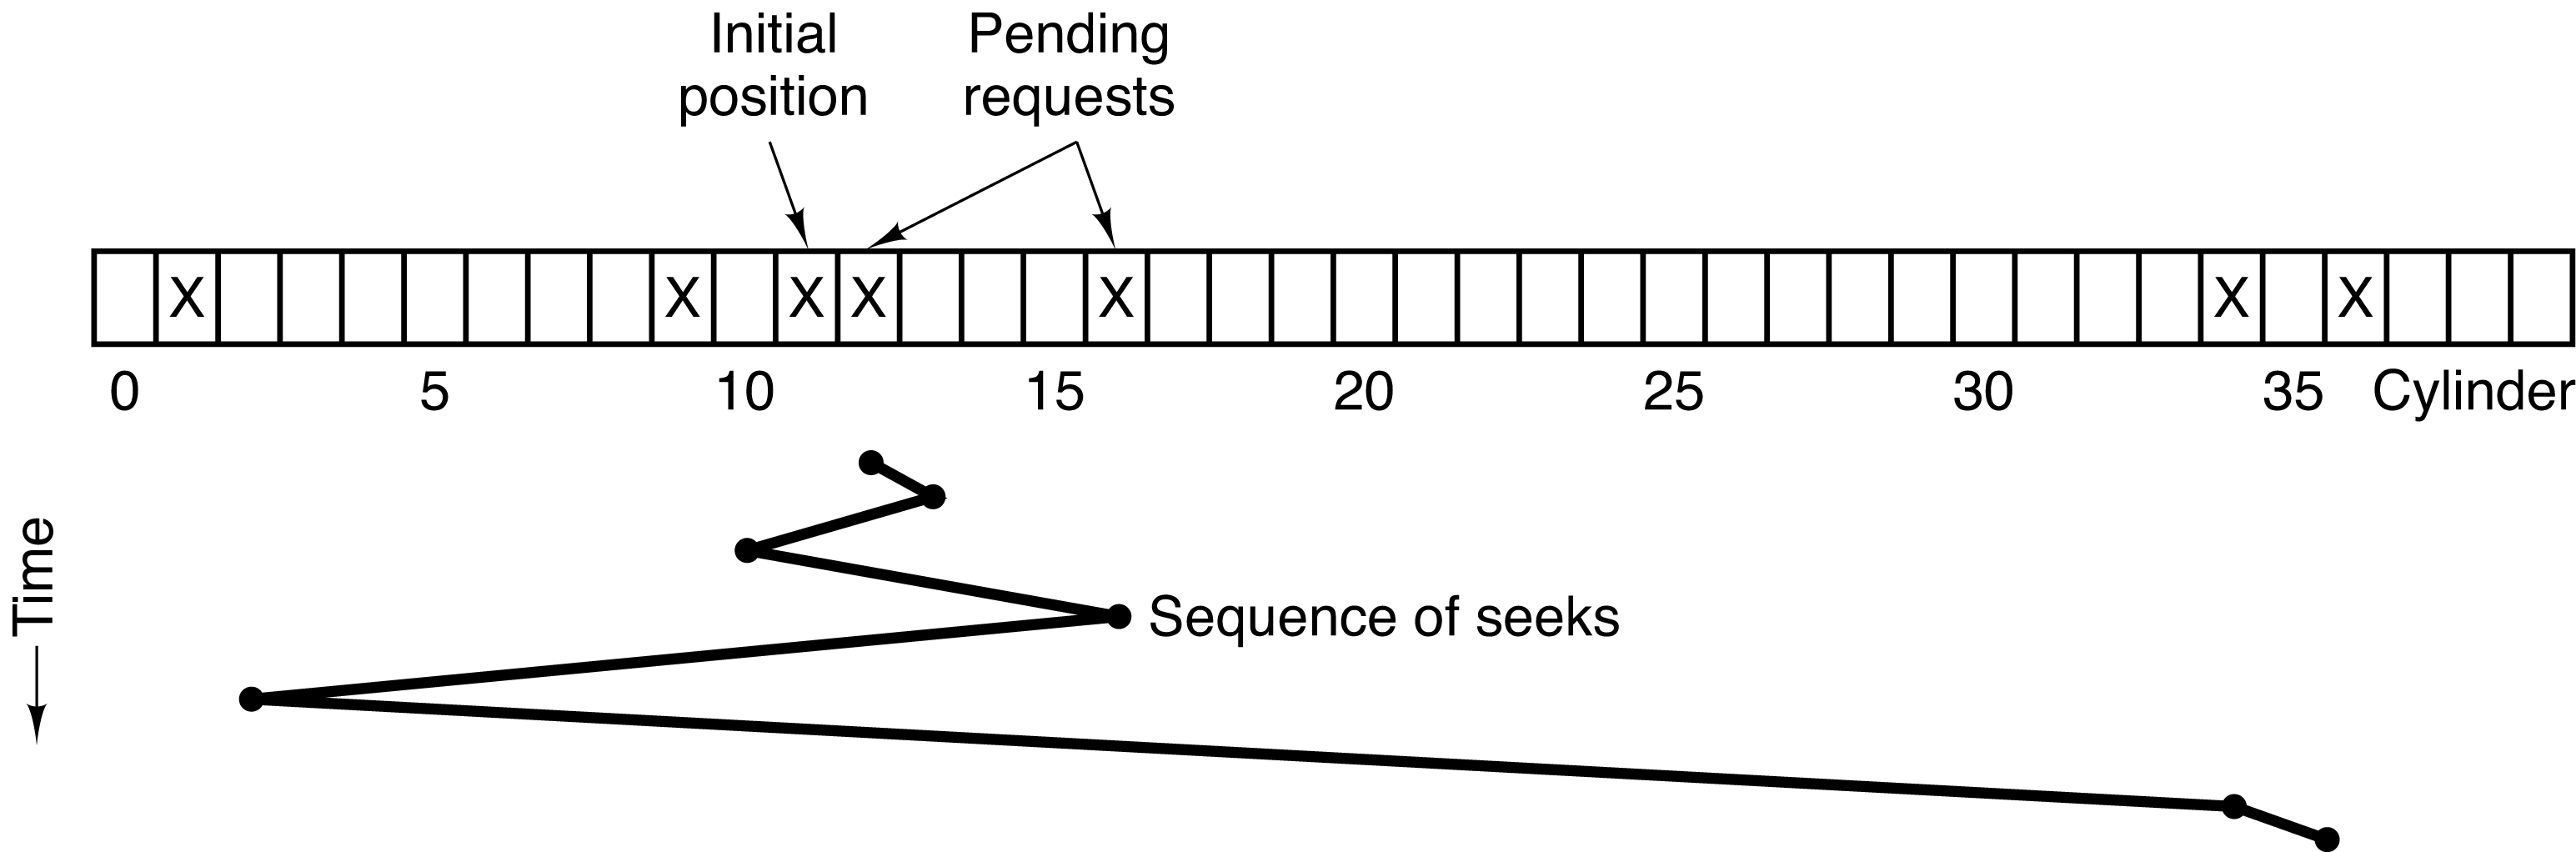 Initial
position
Pending
requests
X X X X X X X
0 5 10 15 20 25 30 35 Cylinder
Sequence of seeks
Time